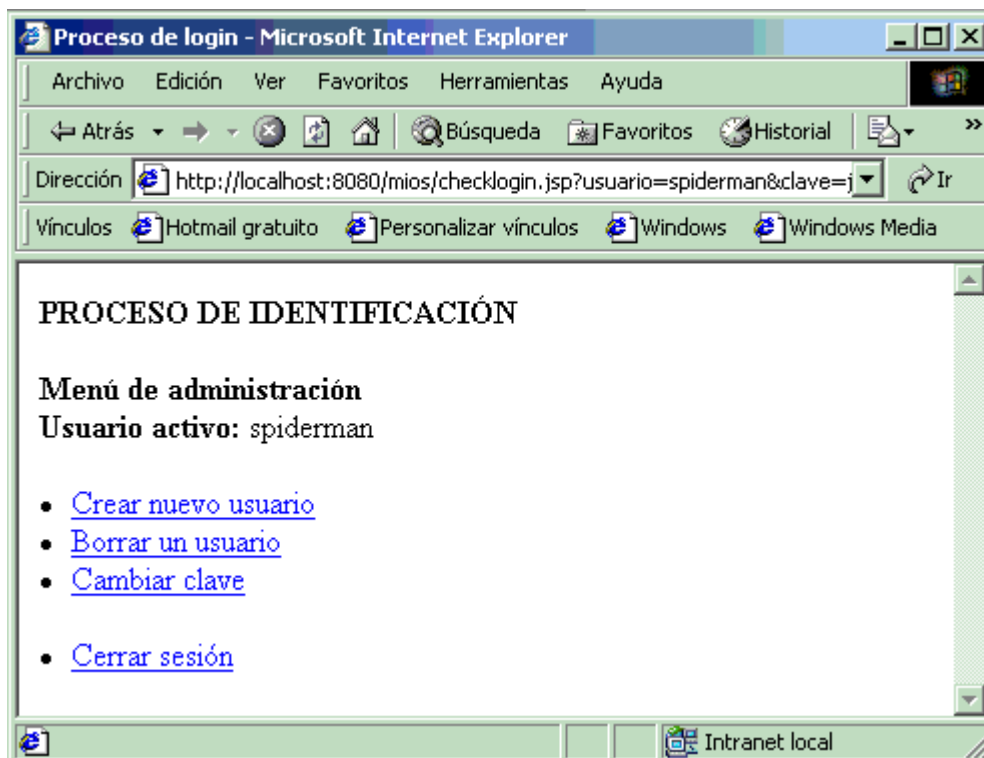 Proceso de login - Microsoft Internet Explorer
Archivo Edición Ver Favoritos Herramientas Ayuda
Atrás Búsqueda Favoritos Historial »
Dirección http://localhost:8080/mios/checklogin.jsp?usuario=spiderman&clave=j Ir
Vínculos Hotmail gratuito Personalizar vínculos Windows Windows Media
PROCESO DE IDENTIFICACIÓN
Menú de administración
Usuario activo: spiderman
• Crear nuevo usuario
• Borrar un usuario
• Cambiar clave
• Cerrar sesión
Intranet local